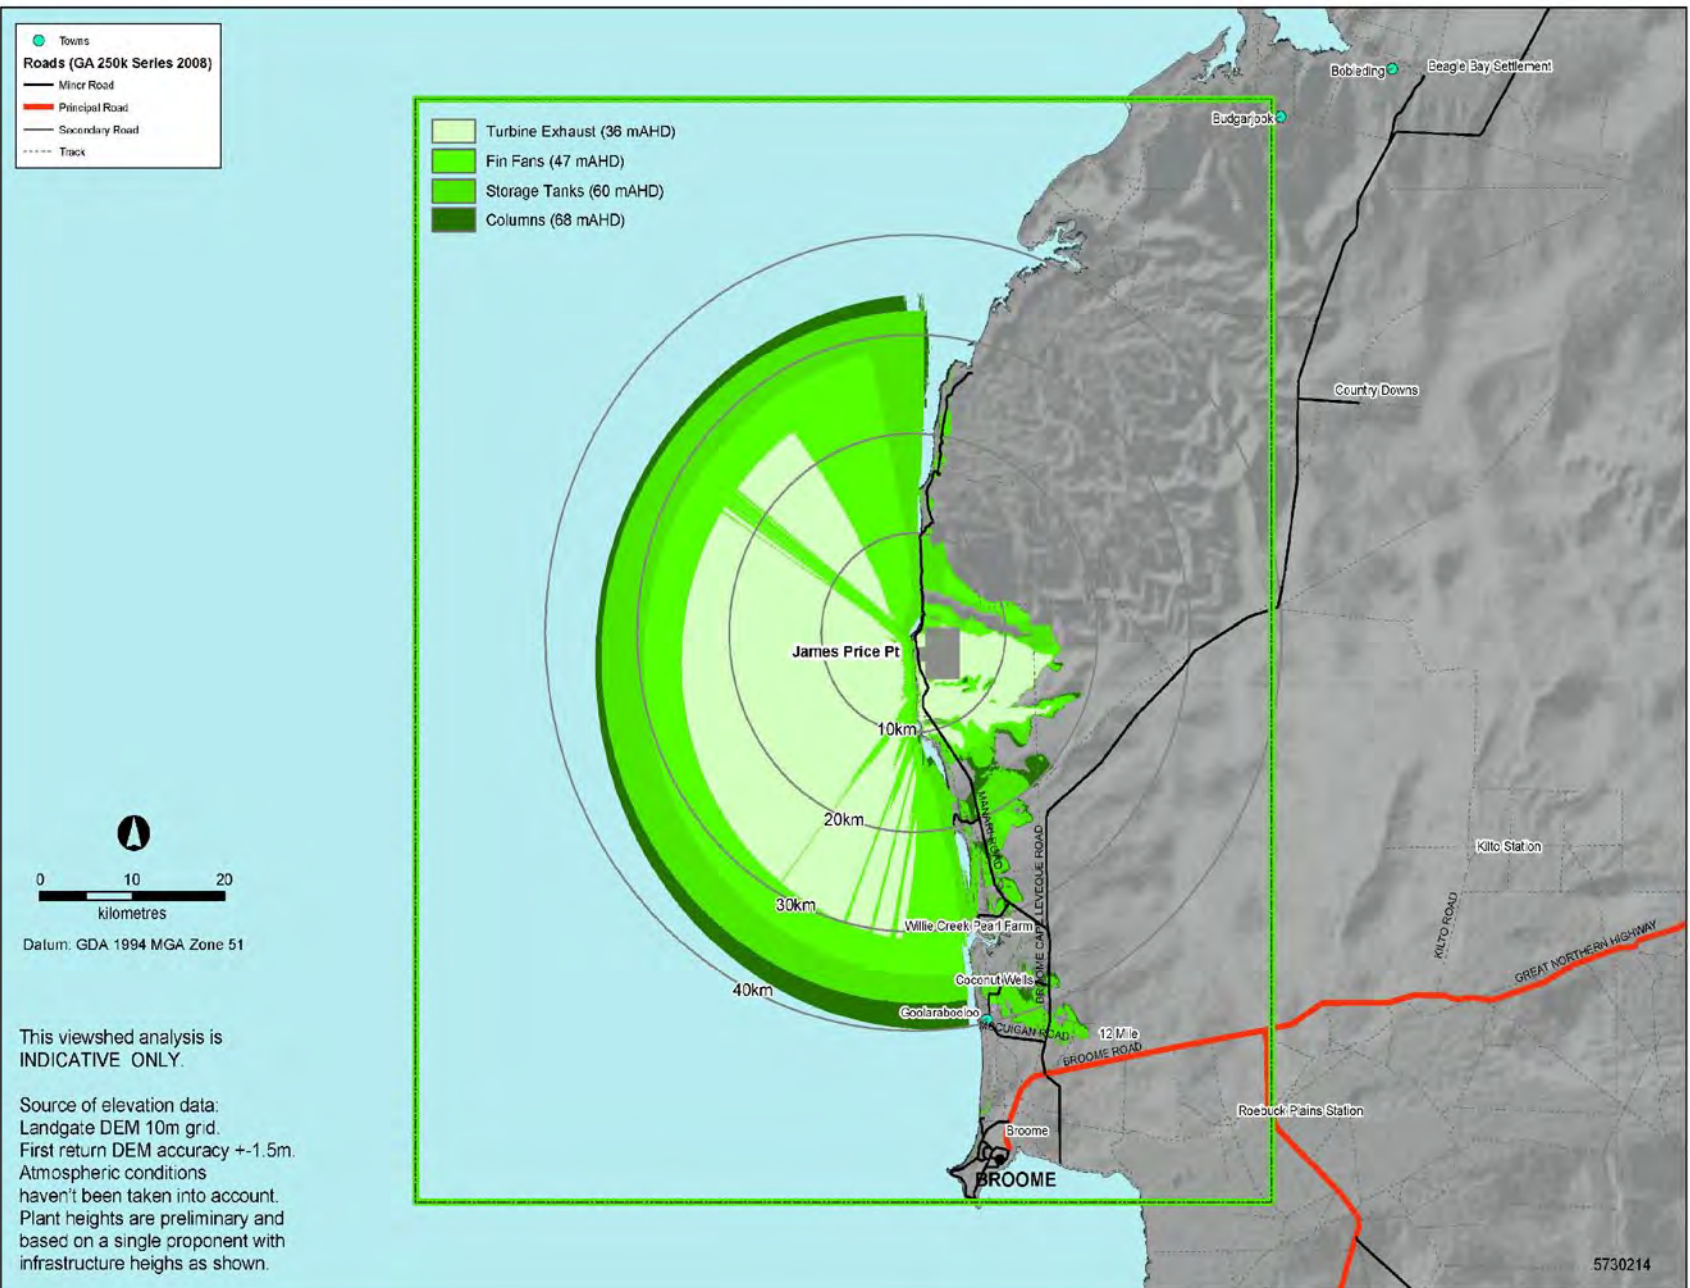 Towns
Roads (GA 250k Series 2008)
Minor Road
Principal Road
Secondary Road
Track
Turbine Exhaust (36 mAHD)
Fin Fans (47 mAHD)
Storage Tanks (60 mAHD)
Columns (68 mAHD)
Bobieding
Beagle Bay Settlement
Budgarjook
Country Downs
James Price Pt
10km
20km
30km
40km
MANARI ROAD
BROOME CAPE LEVEQUE ROAD
Willie Creek Pearl Farm
Coconut Wells
Goolarabooloo
MCGUIGAN ROAD
12 Mile
BROOME ROAD
Kilto Station
KILTO ROAD
GREAT NORTHERN HIGHWAY
Roebuck Plains Station
Broome
BROOME
0 10 20
kilometres
Datum: GDA 1994 MGA Zone 51
This viewshed analysis is
INDICATIVE ONLY.
Source of elevation data:
Landgate DEM 10m grid.
First return DEM accuracy +-1.5m.
Atmospheric conditions
haven't been taken into account.
Plant heights are preliminary and
based on a single proponent with
infrastructure heighs as shown.
5730214